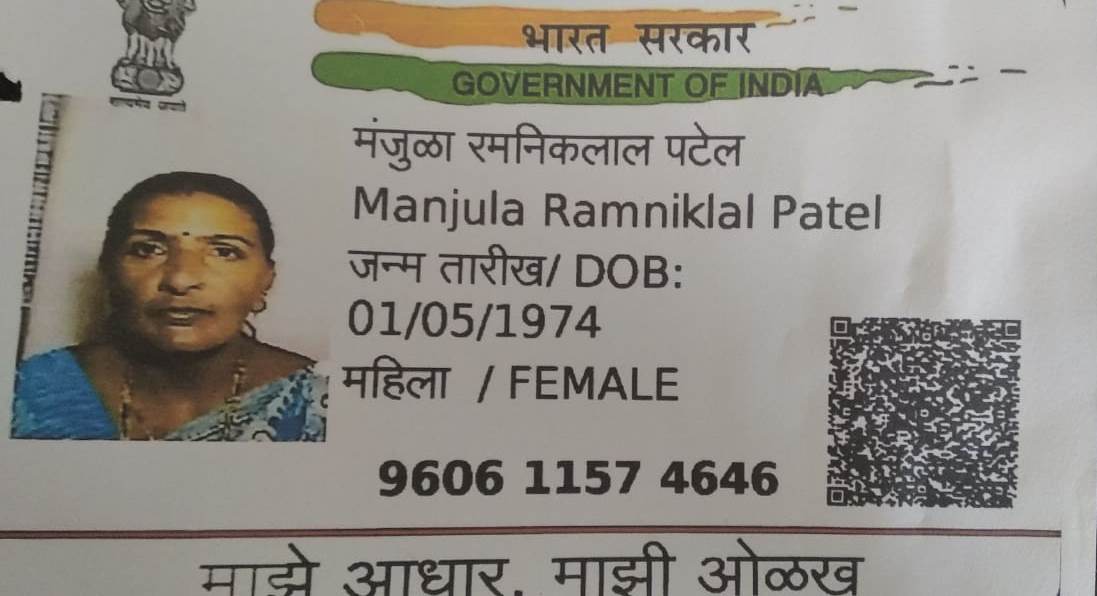 सत्यमेव जयते
भारत सरकार
GOVERNMENT OF INDIA
मंजुळा रमनिकलाल पटेल
Manjula Ramniklal Patel
जन्म तारीख/ DOB:
01/05/1974
महिला / FEMALE
9606 1157 4646
माझे आधार, माझी ओळख